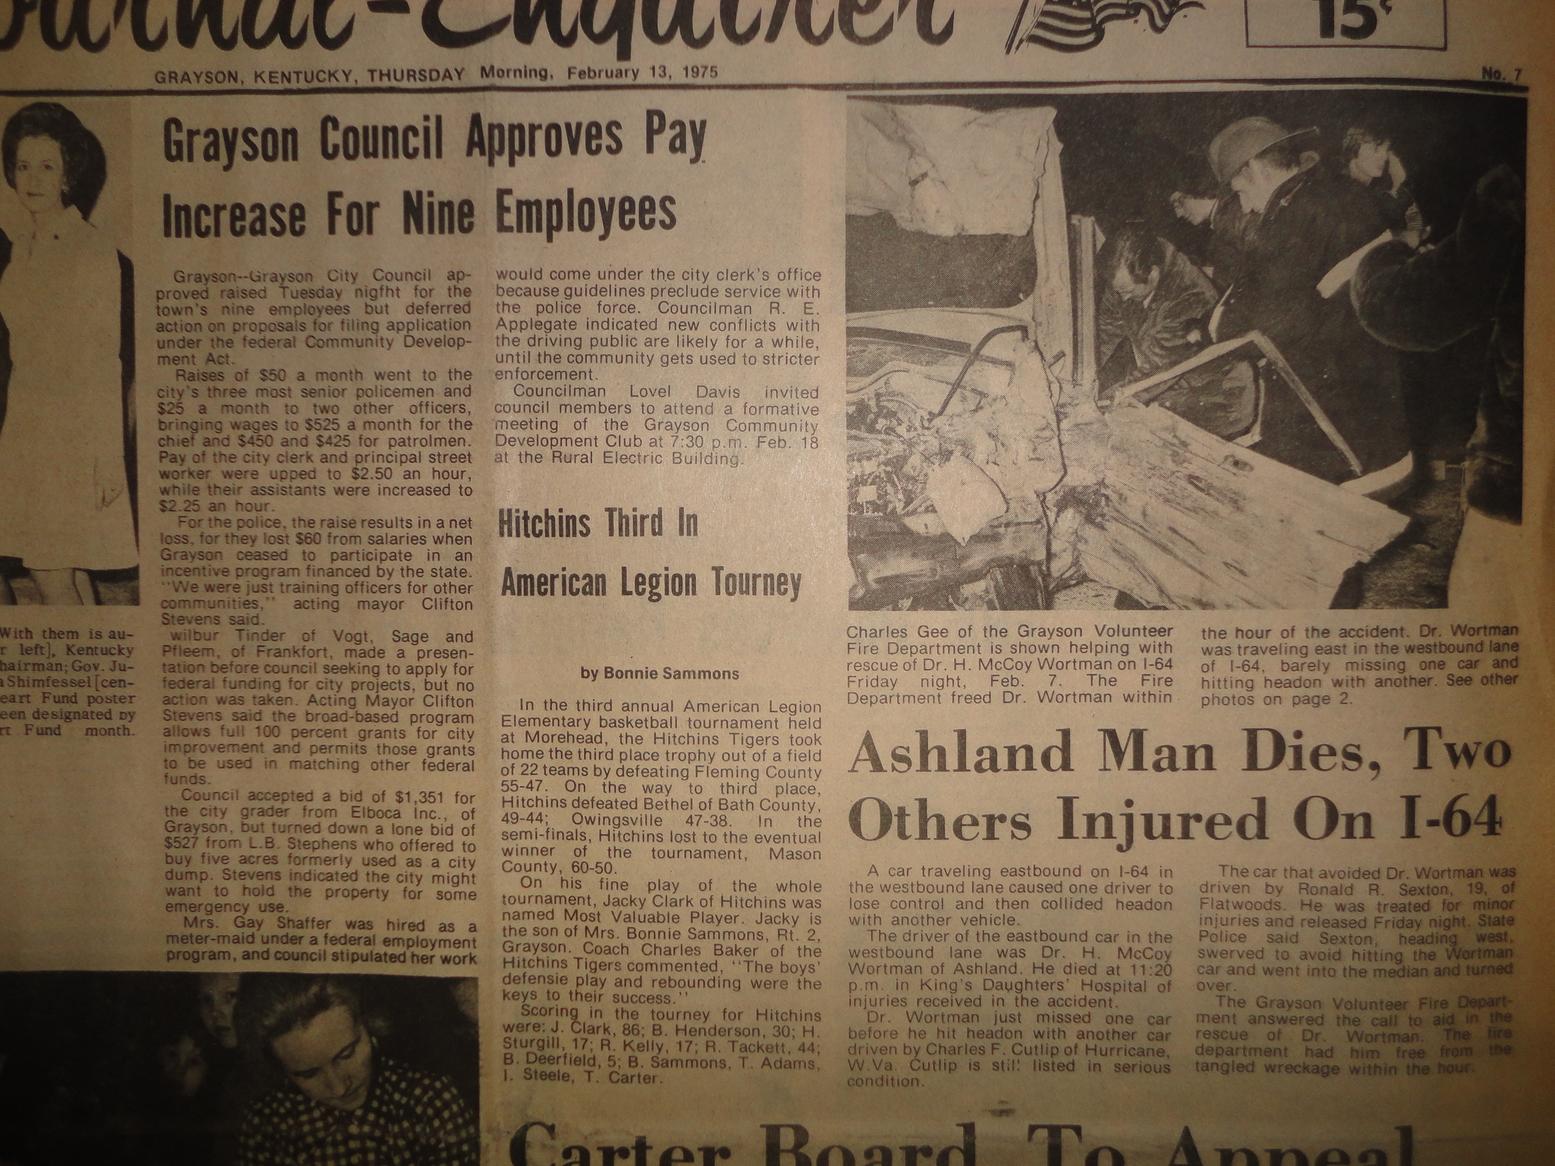 Journal-Enquirer
15¢
GRAYSON, KENTUCKY, THURSDAY Morning, February 13, 1975
No. 7
With them is au-
r left], Kentucky
hairman; Gov. Ju-
a Shimfessel [cen-
eart Fund poster
een designated by
rt Fund month.
Grayson Council Approves Pay
Increase For Nine Employees
Grayson--Grayson City Council ap-
proved raised Tuesday nigfht for the
town's nine employees but deferred
action on proposals for filing application
under the federal Community Develop-
ment Act.
Raises of $50 a month went to the
city's three most senior policemen and
$25 a month to two other officers,
bringing wages to $525 a month for the
chief and $450 and $425 for patrolmen.
Pay of the city clerk and principal street
worker were upped to $2.50 an hour,
while their assistants were increased to
$2.25 an hour.
For the police, the raise results in a net
loss, for they lost $60 from salaries when
Grayson ceased to participate in an
incentive program financed by the state.
"We were just training officers for other
communities," acting mayor Clifton
Stevens said.
wilbur Tinder of Vogt, Sage and
Pfleem, of Frankfort, made a presen-
tation before council seeking to apply for
federal funding for city projects, but no
action was taken. Acting Mayor Clifton
Stevens said the broad-based program
allows full 100 percent grants for city
improvement and permits those grants
to be used in matching other federal
funds.
Council accepted a bid of $1,351 for
the city grader from Elboca Inc., of
Grayson, but turned down a lone bid of
$527 from L.B. Stephens who offered to
buy five acres formerly used as a city
dump. Stevens indicated the city might
want to hold the property for some
emergency use.
Mrs. Gay Shaffer was hired as a
meter-maid under a federal employment
program, and council stipulated her work
would come under the city clerk's office
because guidelines preclude service with
the police force. Councilman R. E.
Applegate indicated new conflicts with
the driving public are likely for a while,
until the community gets used to stricter
enforcement.
Councilman Lovel Davis invited
council members to attend a formative
meeting of the Grayson Community
Development Club at 7:30 p.m. Feb. 18
at the Rural Electric Building.
Hitchins Third In
American Legion Tourney
by Bonnie Sammons
In the third annual American Legion
Elementary basketball tournament held
at Morehead, the Hitchins Tigers took
home the third place trophy out of a field
of 22 teams by defeating Fleming County
55-47. On the way to third place,
Hitchins defeated Bethel of Bath County,
49-44; Owingsville 47-38. In the
semi-finals, Hitchins lost to the eventual
winner of the tournament, Mason
County, 60-50.
On his fine play of the whole
tournament, Jacky Clark of Hitchins was
named Most Valuable Player. Jacky is
the son of Mrs. Bonnie Sammons, Rt. 2,
Grayson. Coach Charles Baker of the
Hitchins Tigers commented, "The boys'
defensie play and rebounding were the
keys to their success."
Scoring in the tourney for Hitchins
were: J. Clark, 86; B. Henderson, 30; H.
Sturgill, 17; R. Kelly, 17; R. Tackett, 44;
B. Deerfield, 5; B. Sammons, T. Adams,
I. Steele, T. Carter.
Charles Gee of the Grayson Volunteer
Fire Department is shown helping with
rescue of Dr. H. McCoy Wortman on I-64
Friday night, Feb. 7. The Fire
Department freed Dr. Wortman within
the hour of the accident. Dr. Wortman
was traveling east in the westbound lane
of I-64, barely missing one car and
hitting headon with another. See other
photos on page 2.
Ashland Man Dies, Two
Others Injured On I-64
A car traveling eastbound on I-64 in
the westbound lane caused one driver to
lose control and then collided headon
with another vehicle.
The driver of the eastbound car in the
westbound lane was Dr. H. McCoy
Wortman of Ashland. He died at 11:20
p.m. in King's Daughters' Hospital of
injuries received in the accident.
Dr. Wortman just missed one car
before he hit headon with another car
driven by Charles F. Cutlip of Hurricane,
W.Va. Cutlip is still listed in serious
condition.
The car that avoided Dr. Wortman was
driven by Ronald R. Sexton, 19, of
Flatwoods. He was treated for minor
injuries and released Friday night. State
Police said Sexton, heading west,
swerved to avoid hitting the Wortman
car and went into the median and turned
over.
The Grayson Volunteer Fire Depart-
ment answered the call to aid in the
rescue of Dr. Wortman. The fire
department had him free from the
tangled wreckage within the hour.
Carter Board To Appeal